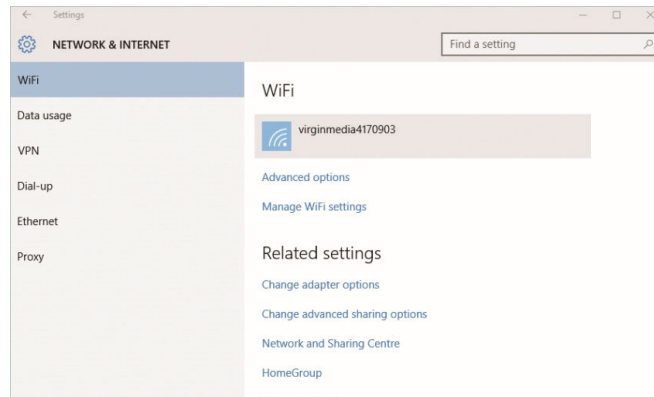 Settings
NETWORK & INTERNET
Find a setting
WiFi
Data usage
VPN
Dial-up
Ethernet
Proxy
WiFi
virginmedia4170903
Advanced options
Manage WiFi settings
Related settings
Change adapter options
Change advanced sharing options
Network and Sharing Centre
HomeGroup